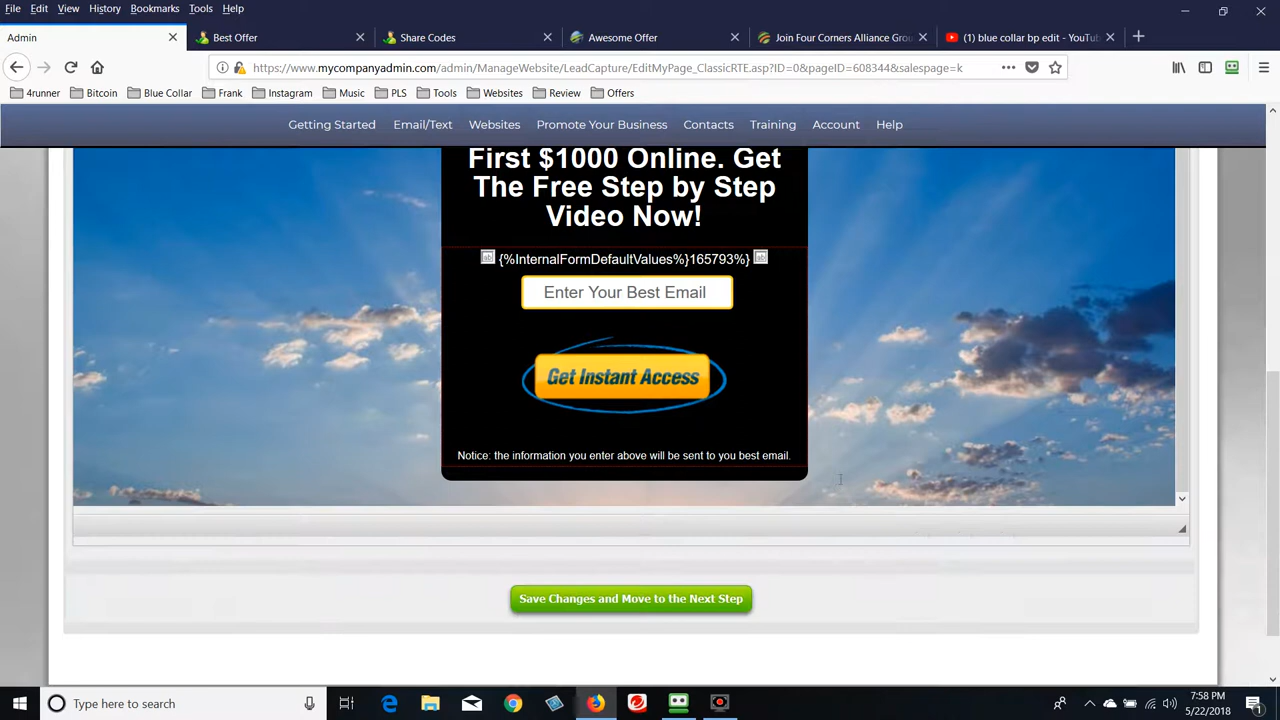 File Edit View History Bookmarks Tools Help
Admin Best Offer Share Codes Awesome Offer Join Four Corners Alliance Grou (1) blue collar bp edit - YouTu
https://www.mycompanyadmin.com/admin/ManageWebsite/LeadCapture/EditMyPage_ClassicRTE.asp?ID=0&pageID=608344&salespage=k
4runner Bitcoin Blue Collar Frank Instagram Music PLS Tools Websites Review Offers
Getting Started Email/Text Websites Promote Your Business Contacts Training Account Help
First $1000 Online. Get
The Free Step by Step
Video Now!
ab {%InternalFormDefaultValues%}165793%} ab
Enter Your Best Email
Get Instant Access
Notice: the information you enter above will be sent to you best email.
Save Changes and Move to the Next Step
Type here to search
7:58 PM
5/22/2018
1